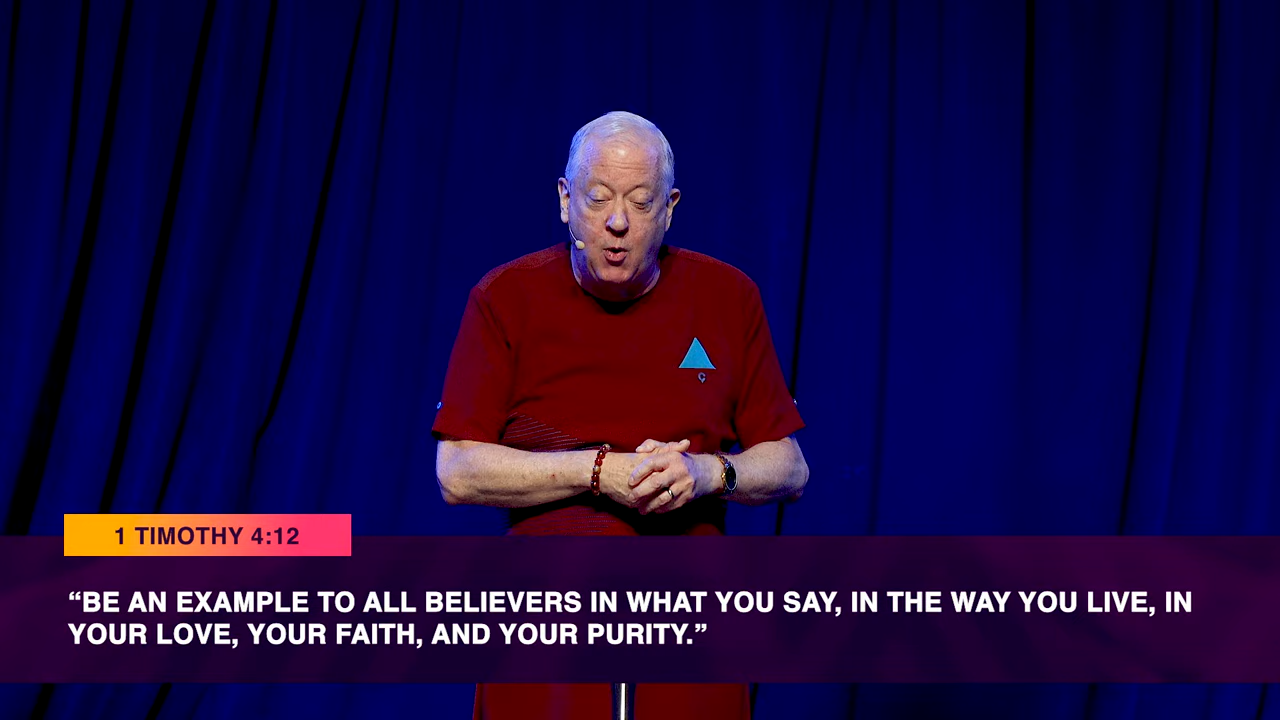 1 TIMOTHY 4:12
“BE AN EXAMPLE TO ALL BELIEVERS IN WHAT YOU SAY, IN THE WAY YOU LIVE, IN
YOUR LOVE, YOUR FAITH, AND YOUR PURITY.”